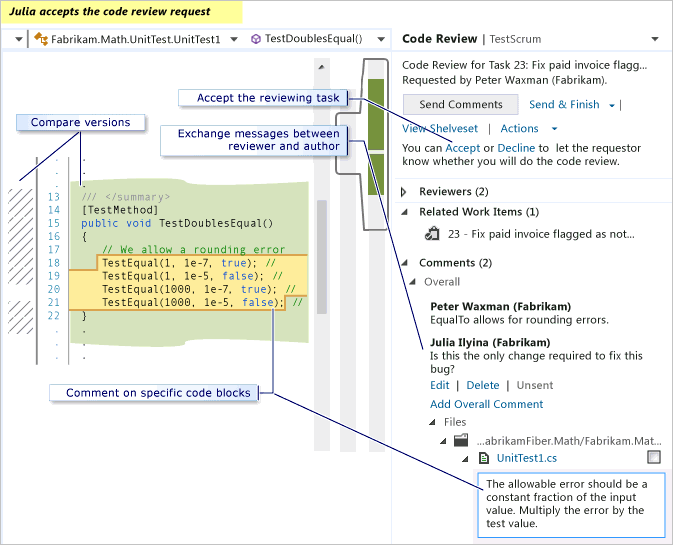 Julia accepts the code review request
Fabrikam.Math.UnitTest.UnitTest1
TestDoublesEqual()
Compare versions
Accept the reviewing task
Exchange messages between
reviewer and author
13 /// </summary>
14 [TestMethod]
15 public void TestDoublesEqual()
16 {
17 // We allow a rounding error
18 TestEqual(1, 1e-7, true); //
19 TestEqual(1, 1e-5, false); //
20 TestEqual(1000, 1e-7, true); //
21 TestEqual(1000, 1e-5, false); //
22 }
Comment on specific code blocks
Code Review | TestScrum
Code Review for Task 23: Fix paid invoice flagg...
Requested by Peter Waxman (Fabrikam).
Send Comments Send & Finish |
View Shelveset | Actions
You can Accept or Decline to let the requestor
know whether you will do the code review.
Reviewers (2)
Related Work Items (1)
23 - Fix paid invoice flagged as not...
Comments (2)
Overall
Peter Waxman (Fabrikam)
EqualTo allows for rounding errors.
Julia Ilyina (Fabrikam)
Is this the only change required to fix this
bug?
Edit | Delete | Unsent
Add Overall Comment
Files
...abrikamFiber.Math/Fabrikam.Mat...
UnitTest1.cs
The allowable error should be a
constant fraction of the input
value. Multiply the error by the
test value.